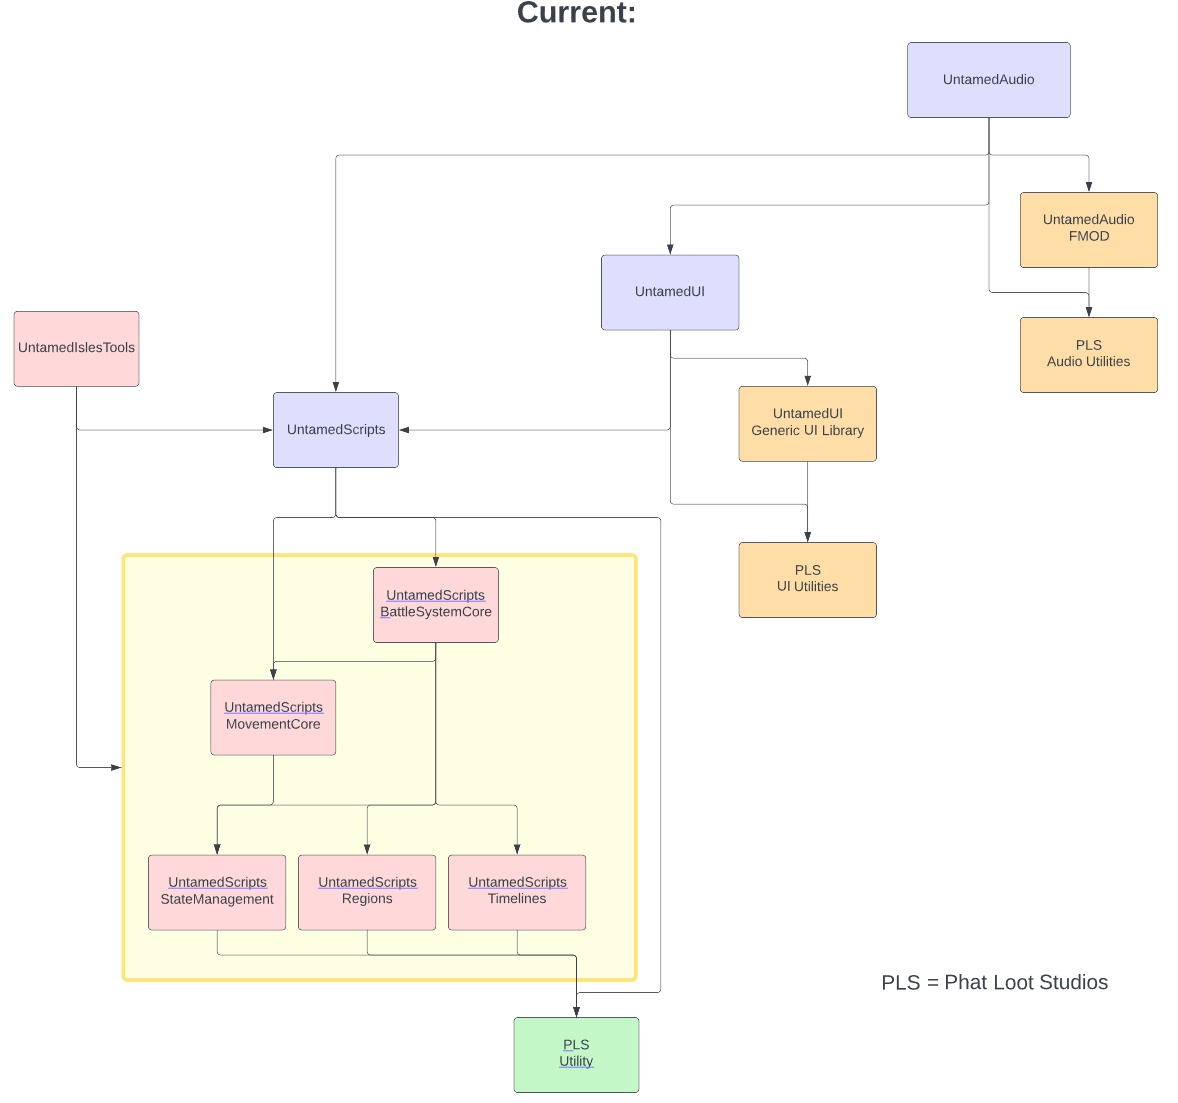 Current:
UntamedAudio
UntamedAudio
FMOD
UntamedUI
UntamedIslesTools
PLS
Audio Utilities
UntamedScripts
UntamedUI
Generic UI Library
PLS
UI Utilities
UntamedScripts
BattleSystemCore
UntamedScripts
MovementCore
UntamedScripts
StateManagement
UntamedScripts
Regions
UntamedScripts
Timelines
PLS = Phat Loot Studios
PLS
Utility